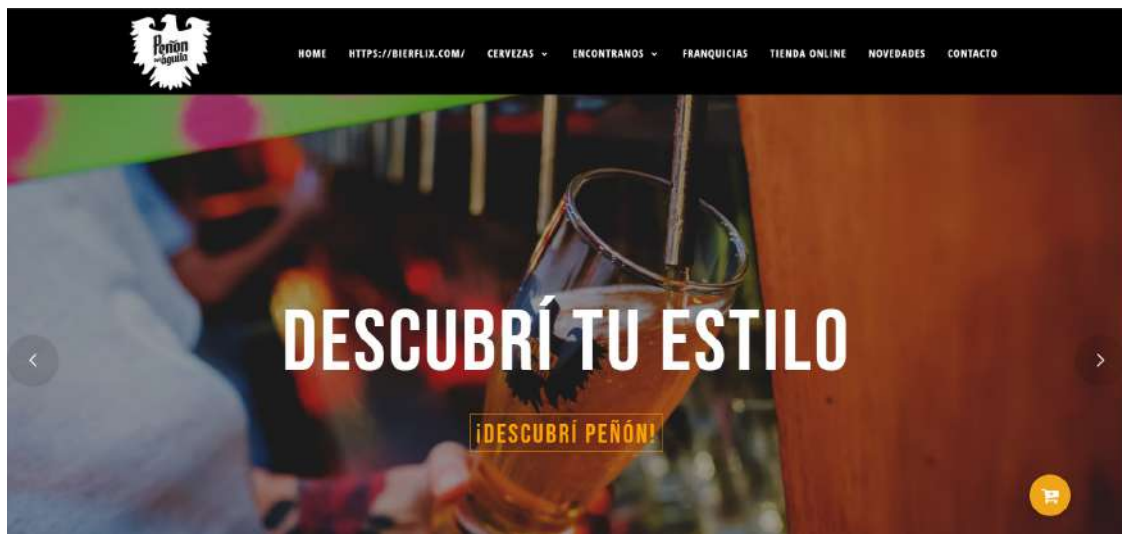 Peñón
del águila
HOME HTTPS://BIERFLIX.COM/ CERVEZAS ENCONTRANOS FRANQUICIAS TIENDA ONLINE NOVEDADES CONTACTO
DESCUBRÍ TU ESTILO
¡DESCUBRÍ PEÑÓN!